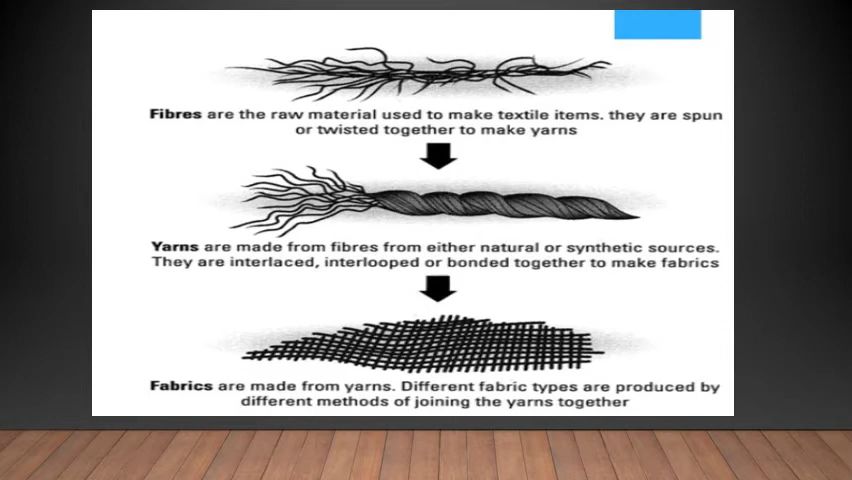 Fibres are the raw material used to make textile items. they are spun
or twisted together to make yarns
Yarns are made from fibres from either natural or synthetic sources.
They are interlaced, interlooped or bonded together to make fabrics
Fabrics are made from yarns. Different fabric types are produced by
different methods of joining the yarns together